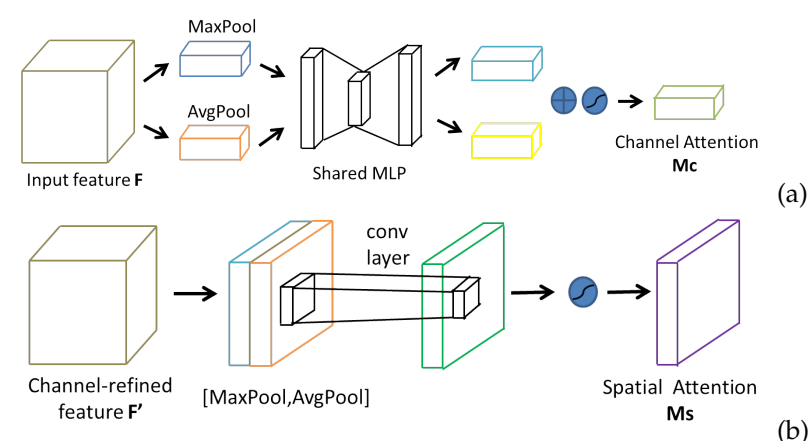 MaxPool
AvgPool
Input feature F
Shared MLP
Channel Attention
Mc
(a)
conv
layer
Channel-refined
feature F’
[MaxPool,AvgPool]
Spatial Attention
Ms
(b)